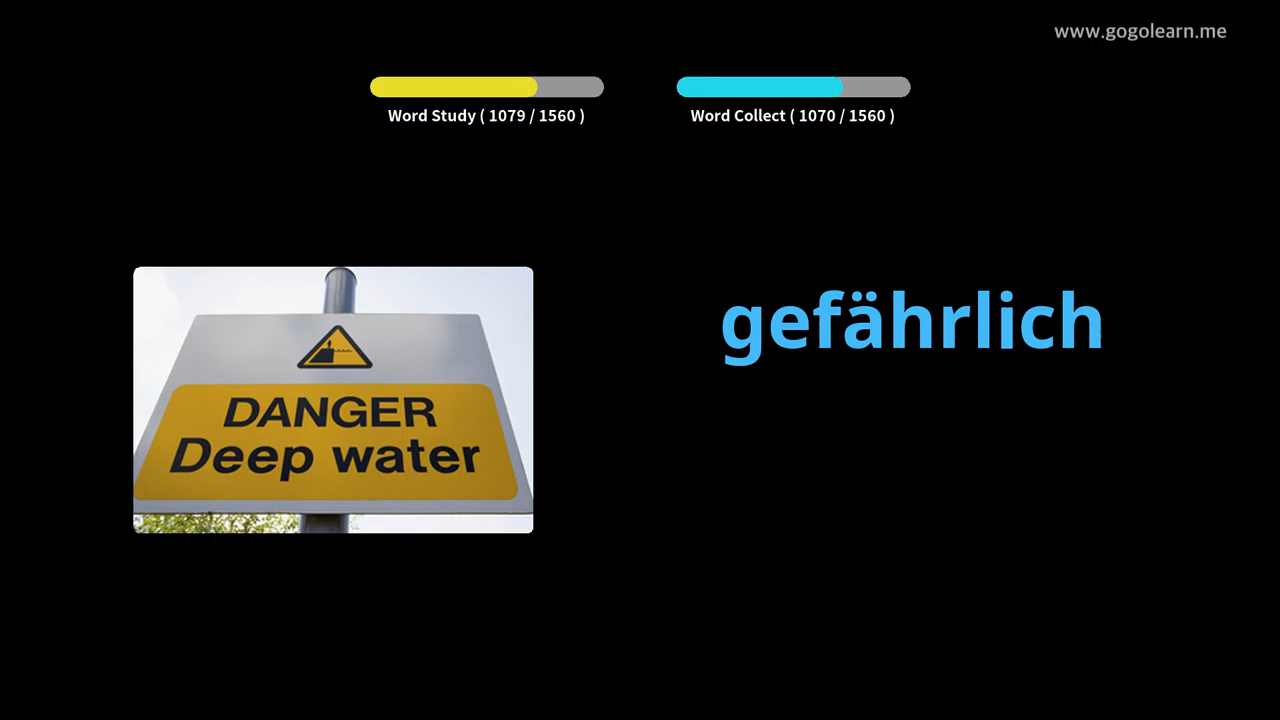 www.gogolearn.me
Word Study ( 1079 / 1560 )
Word Collect ( 1070 / 1560 )
gefährlich
DANGER
Deep water